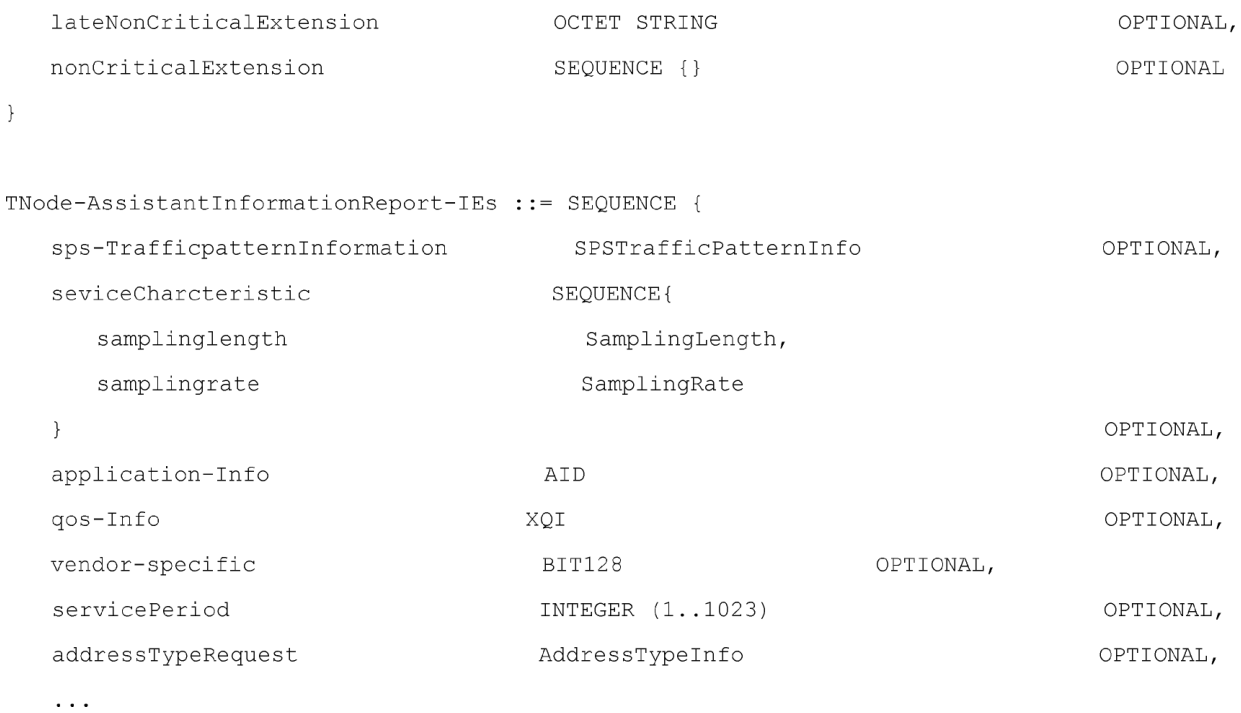 lateNonCriticalExtension OCTET STRING OPTIONAL,
nonCriticalExtension SEQUENCE {} OPTIONAL
}
TNode-AssistantInformationReport-IEs ::= SEQUENCE {
sps-TrafficpatternInformation SPSTrafficPatternInfo OPTIONAL,
seviceCharcteristic SEQUENCE{
samplinglength SamplingLength,
samplingrate SamplingRate
} OPTIONAL,
application-Info AID OPTIONAL,
qos-Info XQI OPTIONAL,
vendor-specific BIT128 OPTIONAL,
servicePeriod INTEGER (1..1023) OPTIONAL,
addressTypeRequest AddressTypeInfo OPTIONAL,
...